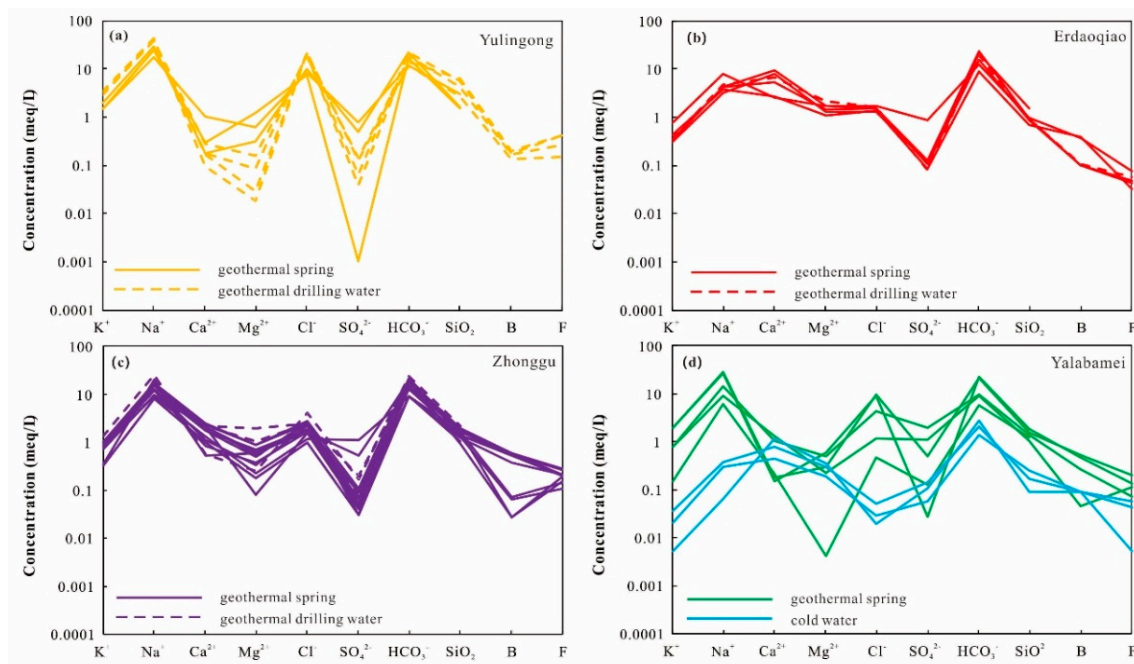 (a)
Yulingong
Concentration (meq/l)
100
10
1
0.1
0.01
0.001
0.0001
geothermal spring
geothermal drilling water
K⁺ Na⁺ Ca²⁺ Mg²⁺ Cl⁻ SO₄²⁻ HCO₃⁻ SiO₂ B F
(b)
Erdaoqiao
Concentration (meq/l)
100
10
1
0.1
0.01
0.001
0.0001
geothermal spring
geothermal drilling water
K⁺ Na⁺ Ca²⁺ Mg²⁺ Cl⁻ SO₄²⁻ HCO₃⁻ SiO₂ B F
(c)
Zhonggu
Concentration (meq/l)
100
10
1
0.1
0.01
0.001
0.0001
geothermal spring
geothermal drilling water
K⁺ Na⁺ Ca²⁺ Mg²⁺ Cl⁻ SO₄²⁻ HCO₃⁻ SiO₂ B F
(d)
Yalabamei
Concentration (meq/l)
100
10
1
0.1
0.01
0.001
0.0001
geothermal spring
cold water
K⁺ Na⁺ Ca²⁺ Mg²⁺ Cl⁻ SO₄²⁻ HCO₃⁻ SiO² B F